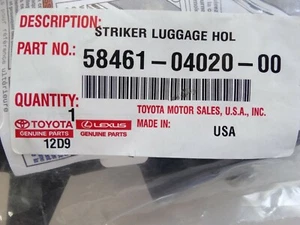 DESCRIPTION:
STRIKER LUGGAGE HOL
PART NO.: 58461-04020-00
QUANTITY:
1
TOYOTA MOTOR SALES, U.S.A., INC.
TOYOTA LEXUS MADE IN: USA
GENUINE PARTS GENUINE PARTS
12D9